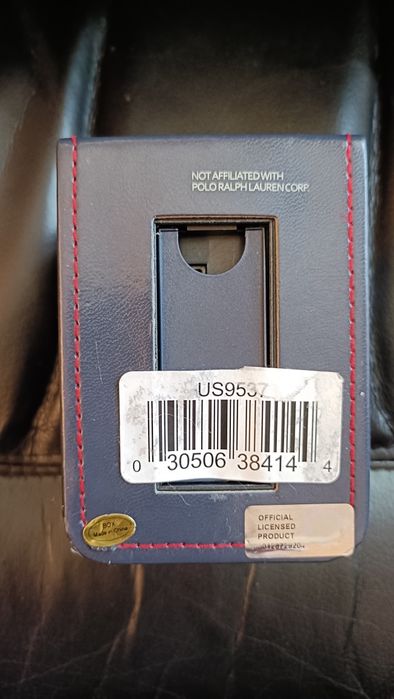 NOT AFFILIATED WITH
POLO RALPH LAUREN CORP.
US9537
0 30506 38414 4
BOX
Made in China
OFFICIAL
LICENSED
PRODUCT